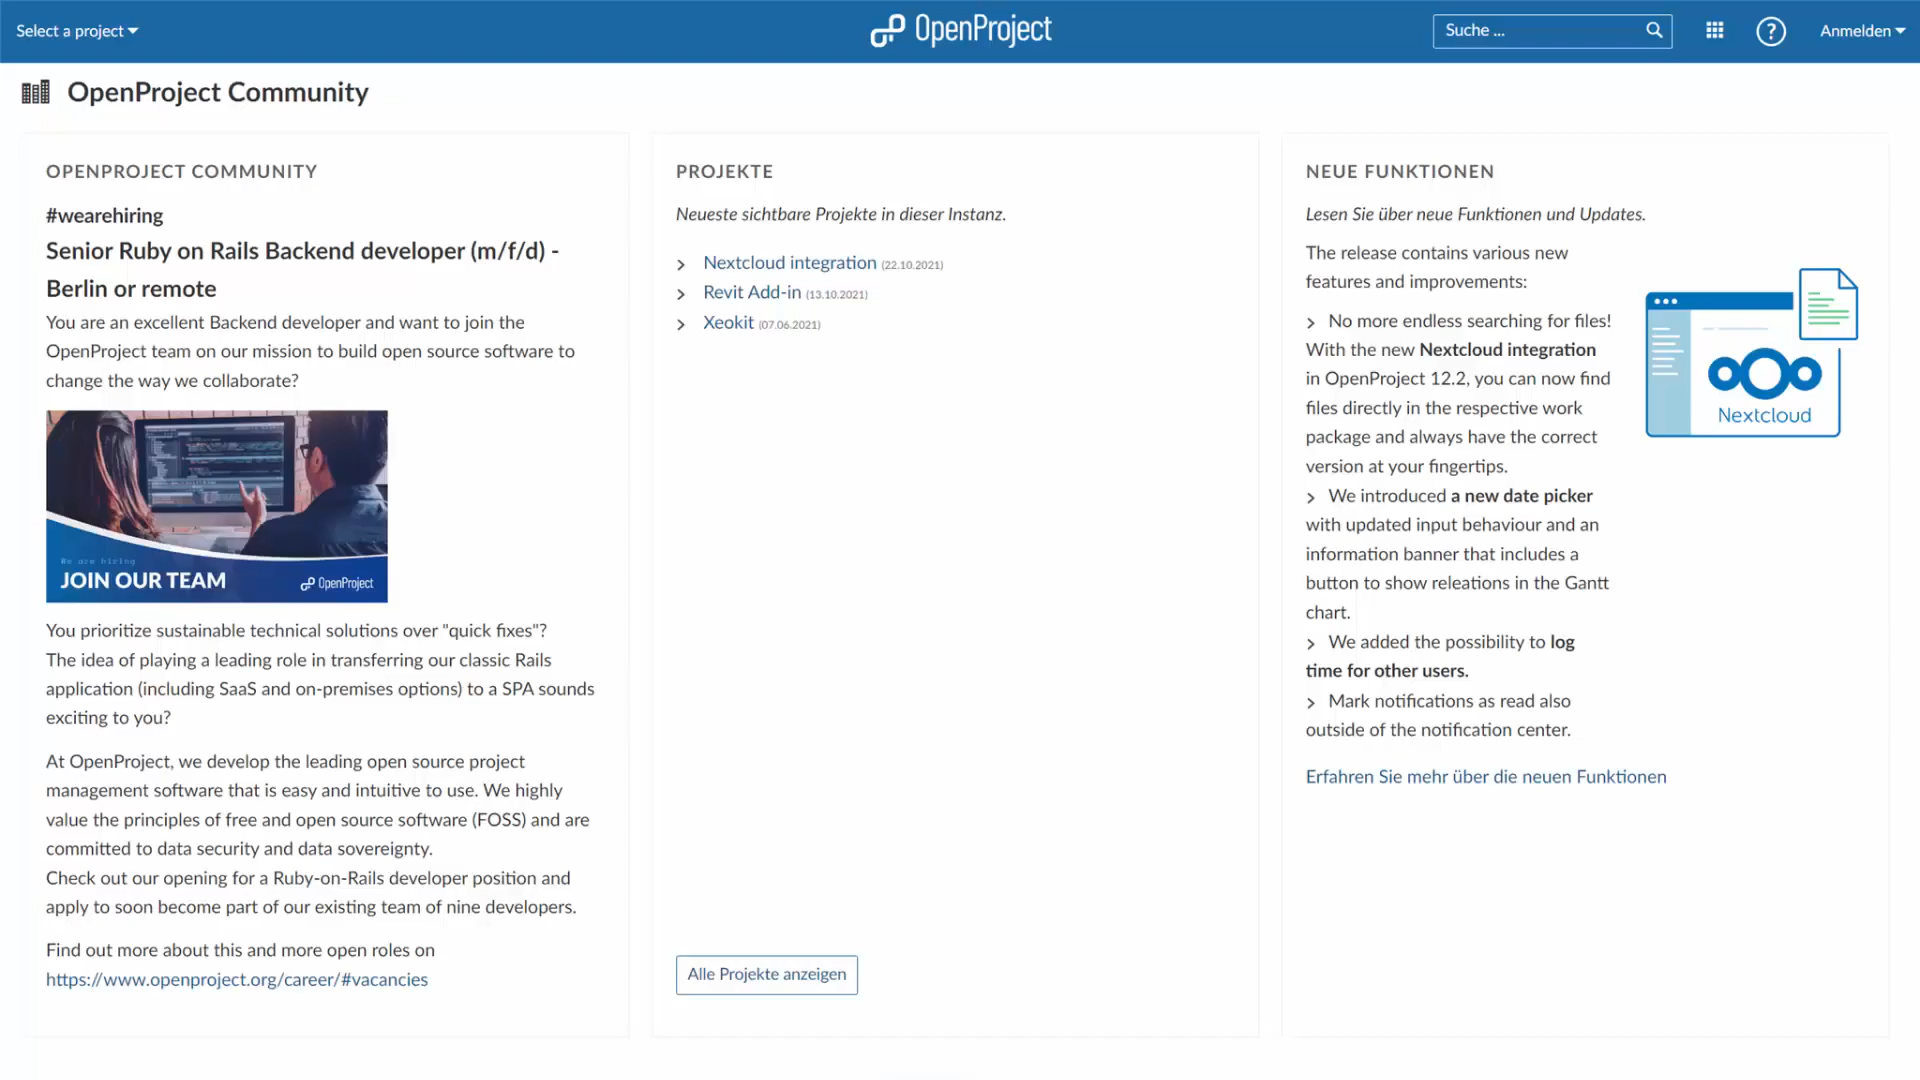 Select a project
OpenProject
Suche ...
Anmelden
OpenProject Community
OPENPROJECT COMMUNITY
#wearehiring
Senior Ruby on Rails Backend developer (m/f/d) -
Berlin or remote
You are an excellent Backend developer and want to join the
OpenProject team on our mission to build open source software to
change the way we collaborate?
We are hiring
JOIN OUR TEAM
OpenProject
You prioritize sustainable technical solutions over "quick fixes"?
The idea of playing a leading role in transferring our classic Rails
application (including SaaS and on-premises options) to a SPA sounds
exciting to you?
At OpenProject, we develop the leading open source project
management software that is easy and intuitive to use. We highly
value the principles of free and open source software (FOSS) and are
committed to data security and data sovereignty.
Check out our opening for a Ruby-on-Rails developer position and
apply to soon become part of our existing team of nine developers.
Find out more about this and more open roles on
https://www.openproject.org/career/#vacancies
PROJEKTE
Neueste sichtbare Projekte in dieser Instanz.
Nextcloud integration (22.10.2021)
Revit Add-in (13.10.2021)
Xeokit (07.06.2021)
Alle Projekte anzeigen
NEUE FUNKTIONEN
Lesen Sie über neue Funktionen und Updates.
The release contains various new
features and improvements:
No more endless searching for files!
With the new Nextcloud integration
in OpenProject 12.2, you can now find
files directly in the respective work
package and always have the correct
version at your fingertips.
We introduced a new date picker
with updated input behaviour and an
information banner that includes a
button to show releations in the Gantt
chart.
We added the possibility to log
time for other users.
Mark notifications as read also
outside of the notification center.
Nextcloud
Erfahren Sie mehr über die neuen Funktionen